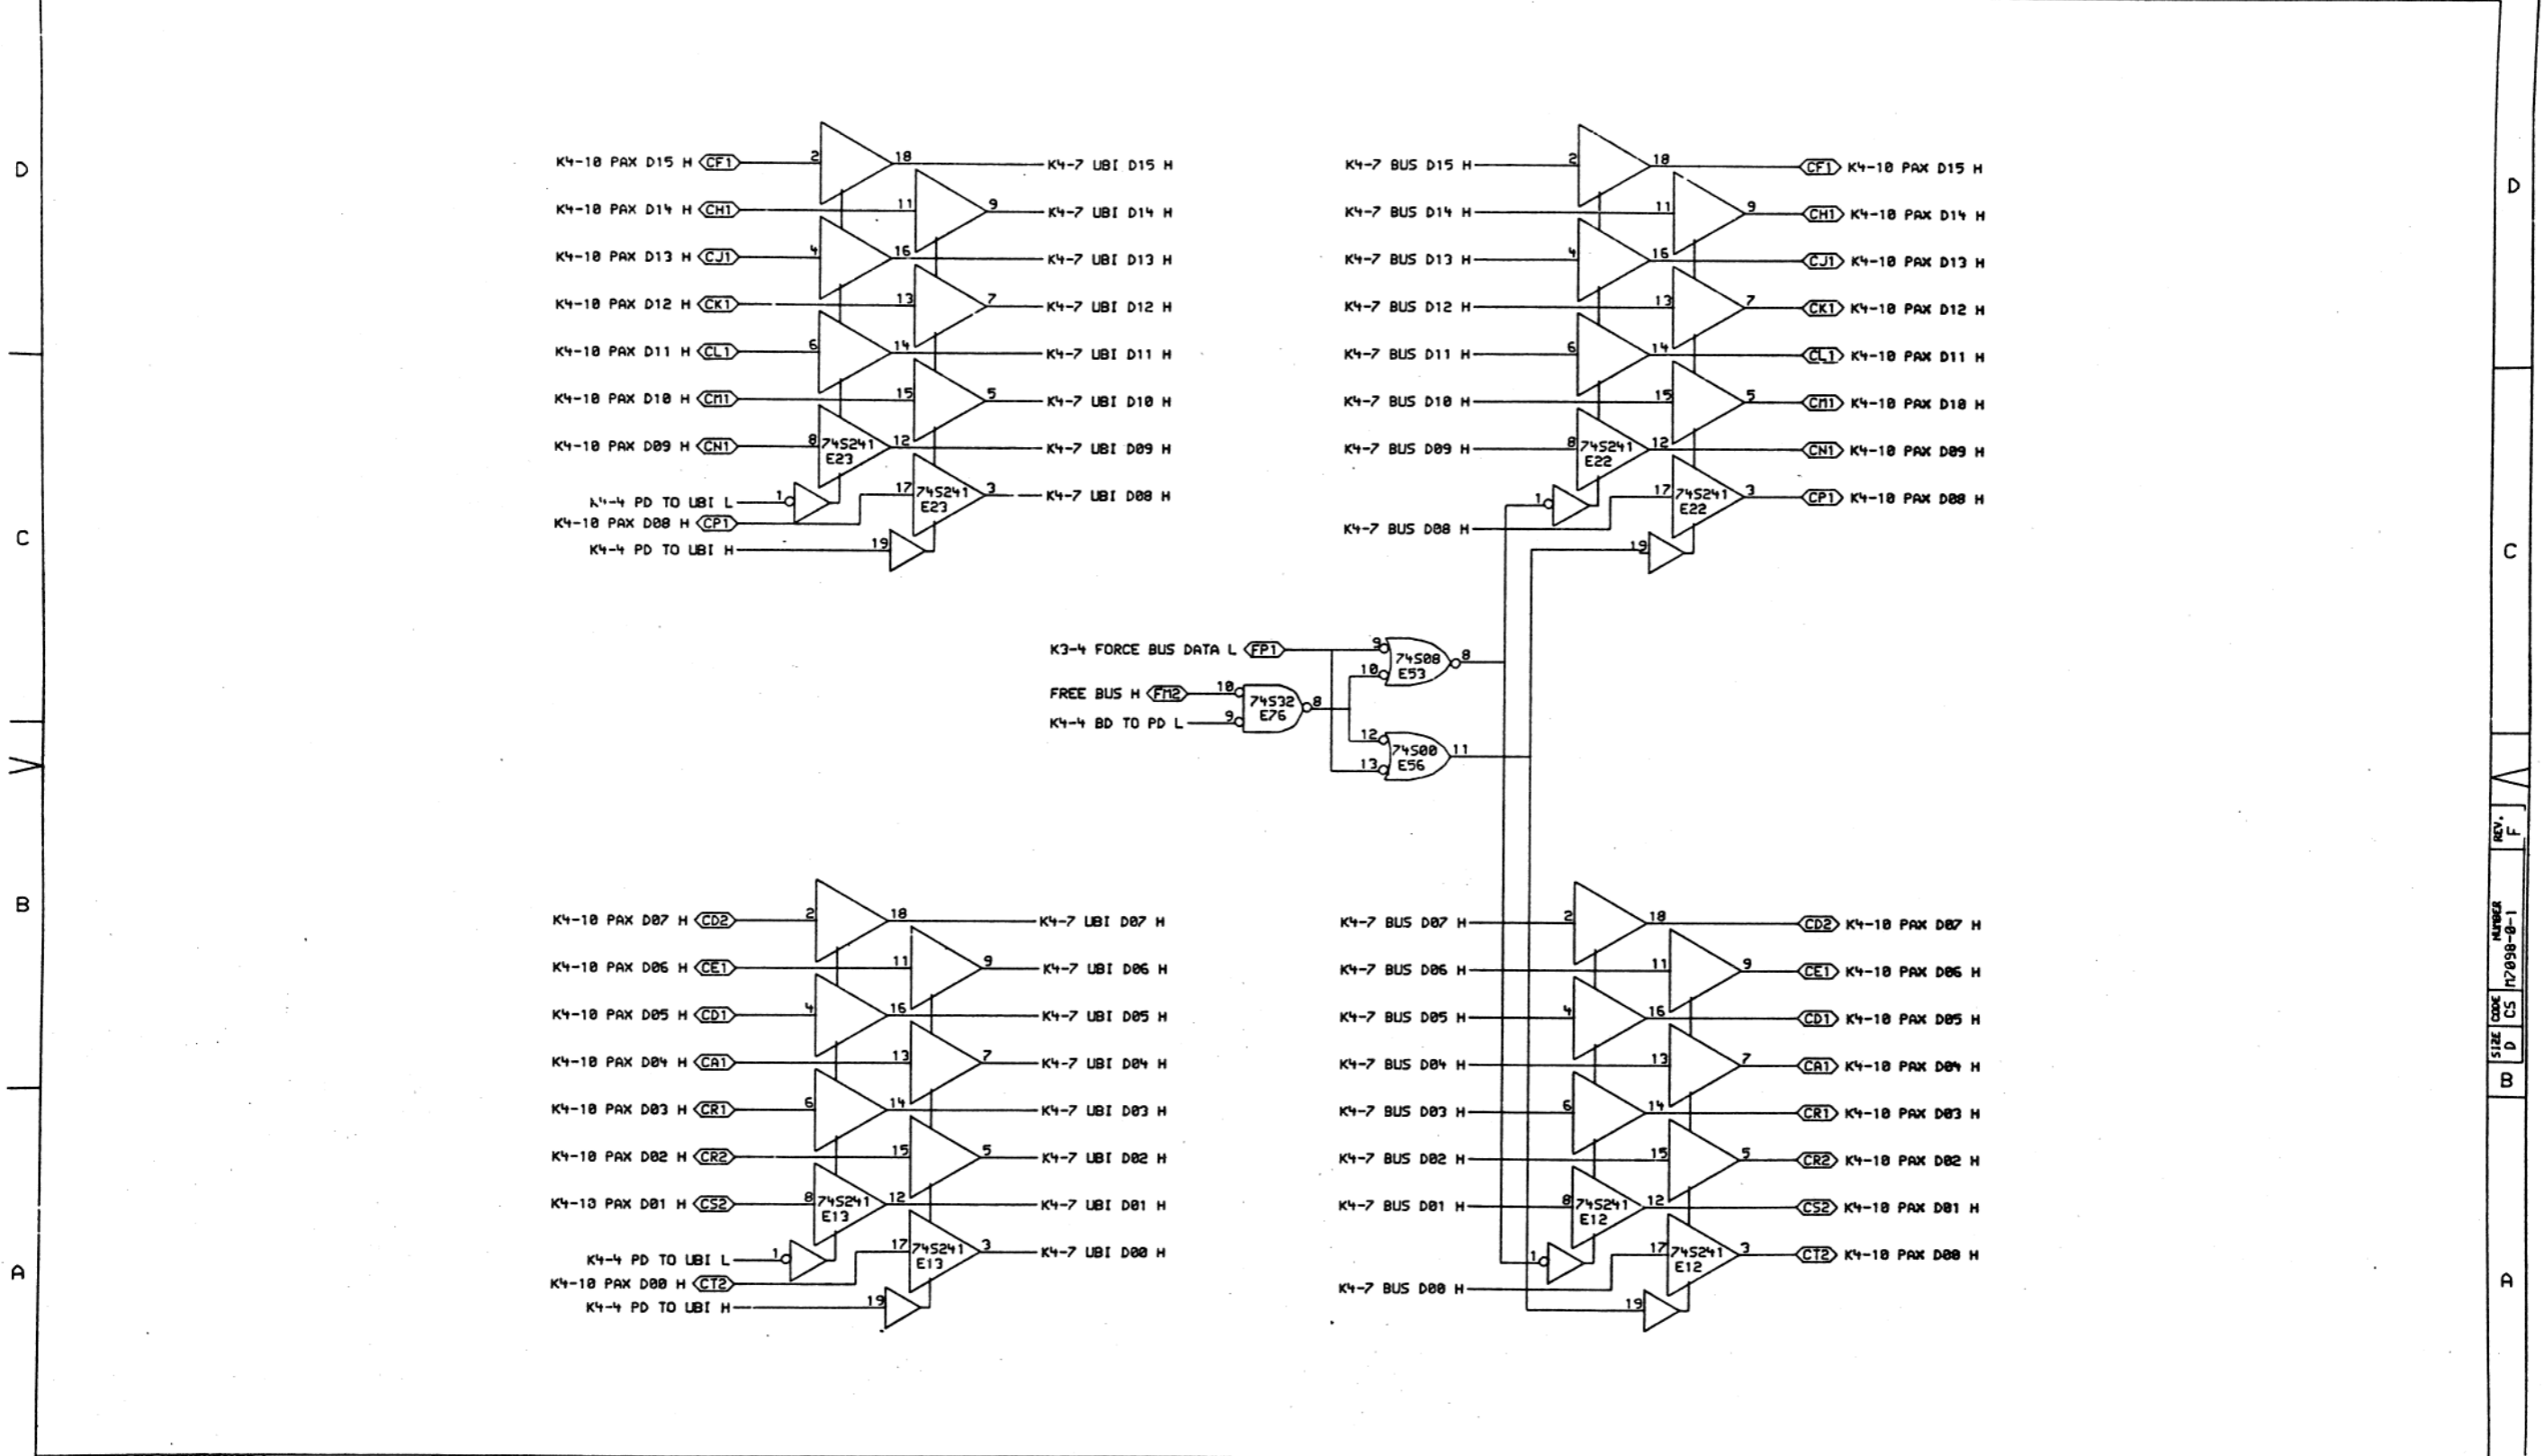 D
K4-10 PAX D15 H CF1 2 18 K4-7 UBI D15 H
K4-10 PAX D14 H CH1 11 9 K4-7 UBI D14 H
K4-10 PAX D13 H CJ1 4 16 K4-7 UBI D13 H
K4-10 PAX D12 H CK1 13 7 K4-7 UBI D12 H
K4-10 PAX D11 H CL1 6 14 K4-7 UBI D11 H
K4-10 PAX D10 H CM1 15 5 K4-7 UBI D10 H
K4-10 PAX D09 H CN1 8 74S241 E23 12 K4-7 UBI D09 H
K4-4 PD TO UBI L 1 17 74S241 E23 3 K4-7 UBI D08 H
K4-10 PAX D08 H CP1
K4-4 PD TO UBI H 19
C
K4-7 BUS D15 H 2 18 CF1 K4-10 PAX D15 H
K4-7 BUS D14 H 11 9 CH1 K4-10 PAX D14 H
K4-7 BUS D13 H 4 16 CJ1 K4-10 PAX D13 H
K4-7 BUS D12 H 13 7 CK1 K4-10 PAX D12 H
K4-7 BUS D11 H 6 14 CL1 K4-10 PAX D11 H
K4-7 BUS D10 H 15 5 CM1 K4-10 PAX D10 H
K4-7 BUS D09 H 8 74S241 E22 12 CN1 K4-10 PAX D09 H
1 17 74S241 E22 3 CP1 K4-10 PAX D08 H
K4-7 BUS D08 H
19
D
C
K3-4 FORCE BUS DATA L FP1 9 74S08 E53 8
10
FREE BUS H FM2 10 74S32 E76 8
K4-4 BD TO PD L 9
12 74S00 E56 11
13
B
K4-10 PAX D07 H CD2 2 18 K4-7 UBI D07 H
K4-10 PAX D06 H CE1 11 9 K4-7 UBI D06 H
K4-10 PAX D05 H CD1 4 16 K4-7 UBI D05 H
K4-10 PAX D04 H CA1 13 7 K4-7 UBI D04 H
K4-10 PAX D03 H CR1 6 14 K4-7 UBI D03 H
K4-10 PAX D02 H CR2 15 5 K4-7 UBI D02 H
K4-10 PAX D01 H CS2 8 74S241 E13 12 K4-7 UBI D01 H
K4-4 PD TO UBI L 1 17 74S241 E13 3 K4-7 UBI D00 H
K4-10 PAX D00 H CT2
K4-4 PD TO UBI H 19
A
K4-7 BUS D07 H 2 18 CD2 K4-10 PAX D07 H
K4-7 BUS D06 H 11 9 CE1 K4-10 PAX D06 H
K4-7 BUS D05 H 4 16 CD1 K4-10 PAX D05 H
K4-7 BUS D04 H 13 7 CA1 K4-10 PAX D04 H
K4-7 BUS D03 H 6 14 CR1 K4-10 PAX D03 H
K4-7 BUS D02 H 15 5 CR2 K4-10 PAX D02 H
K4-7 BUS D01 H 8 74S241 E12 12 CS2 K4-10 PAX D01 H
1 17 74S241 E12 3 CT2 K4-10 PAX D00 H
K4-7 BUS D00 H
19
SIZE D CODE CS NUMBER M7098-0-1 REV. F
B
A